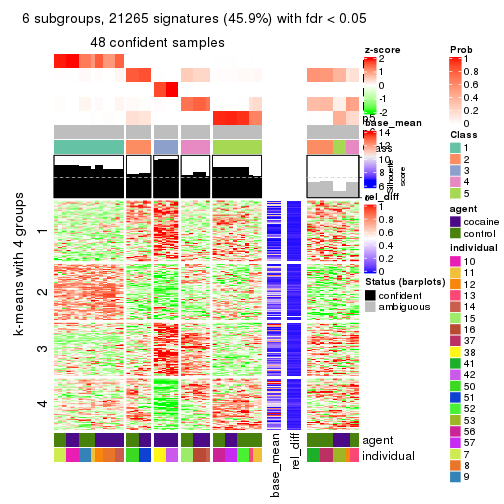 6 subgroups, 21265 signatures (45.9%) with fdr < 0.05
48 confident samples
k-means with 4 groups
1
2
3
4
p5
Silhouette
score
agent
individual
base_mean
rel_diff
z-score
2
1
0
-1
-2
base_mean
14
12
10
8
6
rel_diff
1
0.8
0.6
0.4
0.2
0
Status (barplots)
confident
ambiguous
Prob
1
0.8
0.6
0.4
0.2
0
Class
1
2
3
4
5
agent
cocaine
control
individual
10
11
12
13
14
15
16
37
38
41
42
50
51
52
53
56
57
7
8
9